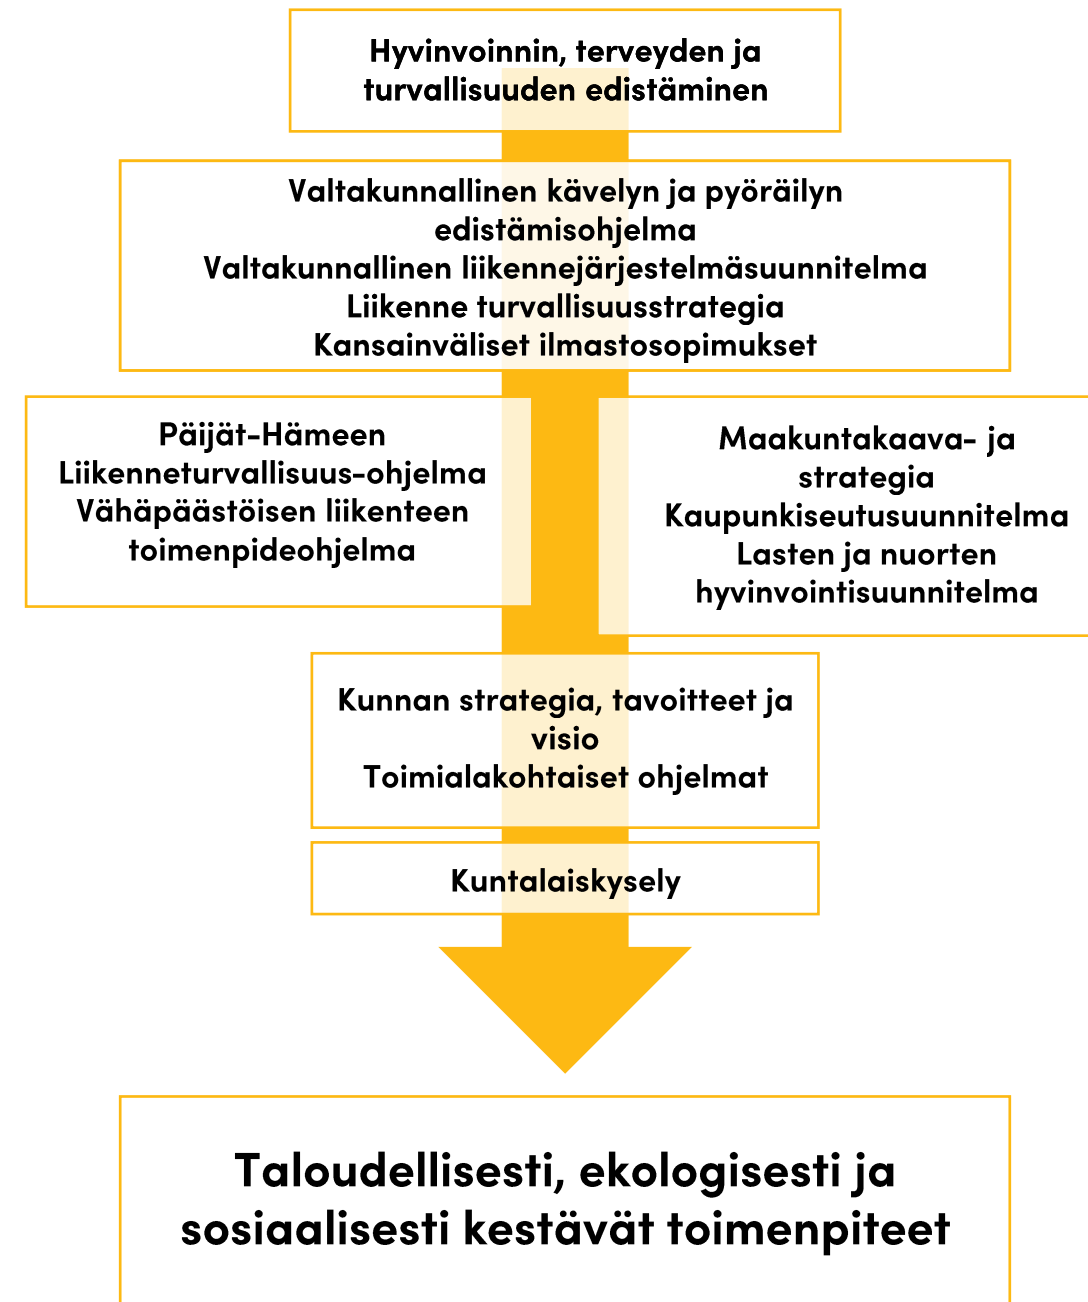 Hyvinvoinnin, terveyden ja
turvallisuuden edistäminen
Valtakunnallinen kävelyn ja pyöräilyn
edistämisohjelma
Valtakunnallinen liikennejärjestelmäsuunnitelma
Liikenne turvallisuusstrategia
Kansainväliset ilmastosopimukset
Päijät-Hämeen
Liikenneturvallisuus-ohjelma
Vähäpäästöisen liikenteen
toimenpideohjelma
Maakuntakaava- ja
strategia
Kaupunkiseutusuunnitelma
Lasten ja nuorten
hyvinvointisuunnitelma
Kunnan strategia, tavoitteet ja
visio
Toimialakohtaiset ohjelmat
Kuntalaiskysely
Taloudellisesti, ekologisesti ja
sosiaalisesti kestävät toimenpiteet